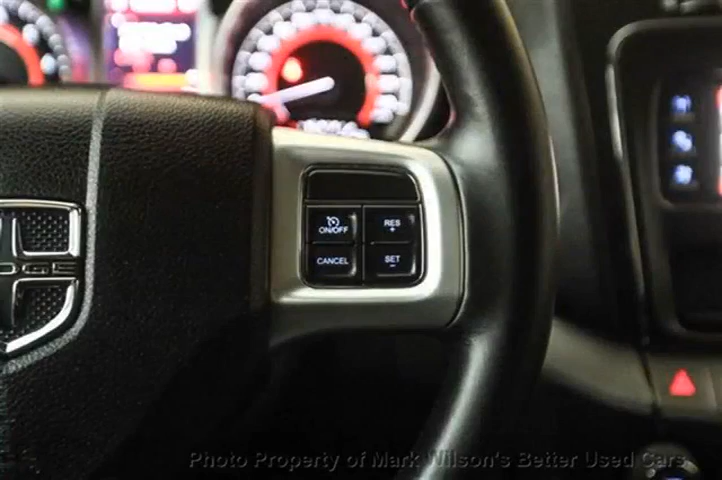 ON/OFF
RES
+
CANCEL
SET
-
Photo Property of Mark Wilson's Better Used Cars